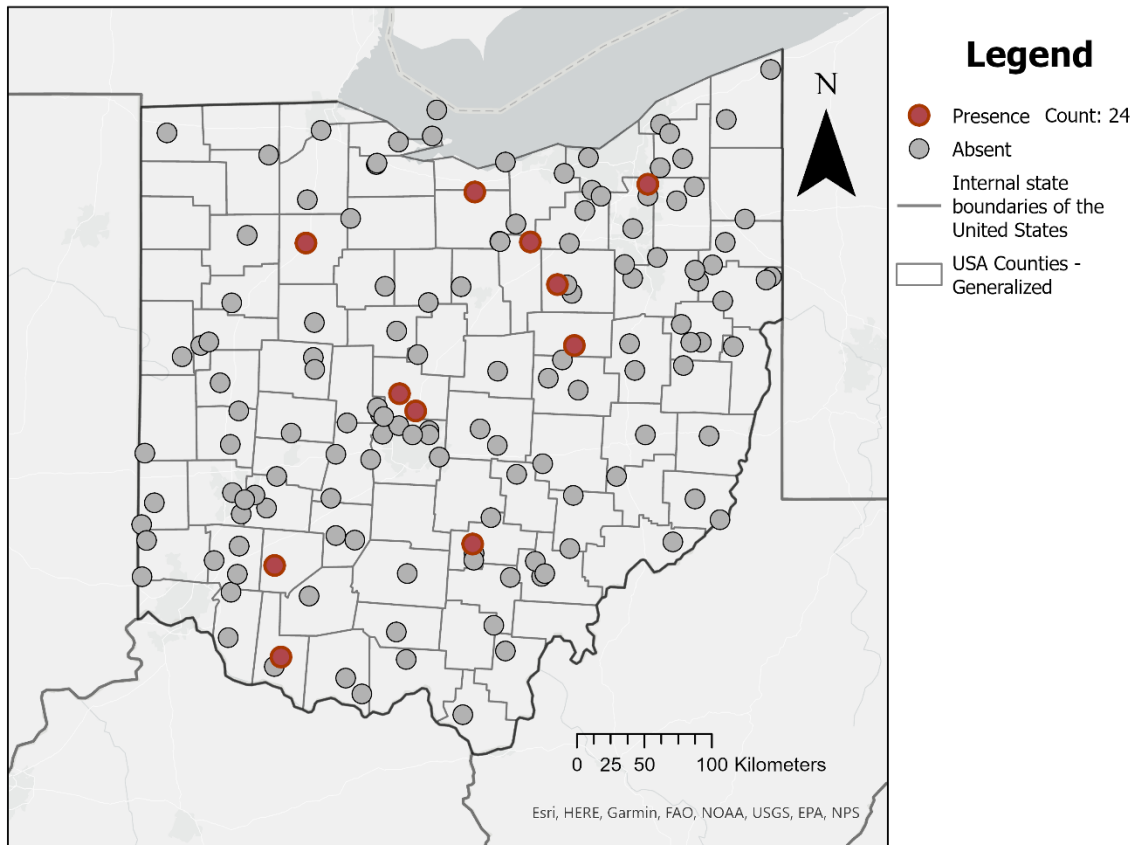 Legend
N
Presence Count: 24
Absent
Internal state
boundaries of the
United States
USA Counties -
Generalized
0 25 50 100 Kilometers
Esri, HERE, Garmin, FAO, NOAA, USGS, EPA, NPS